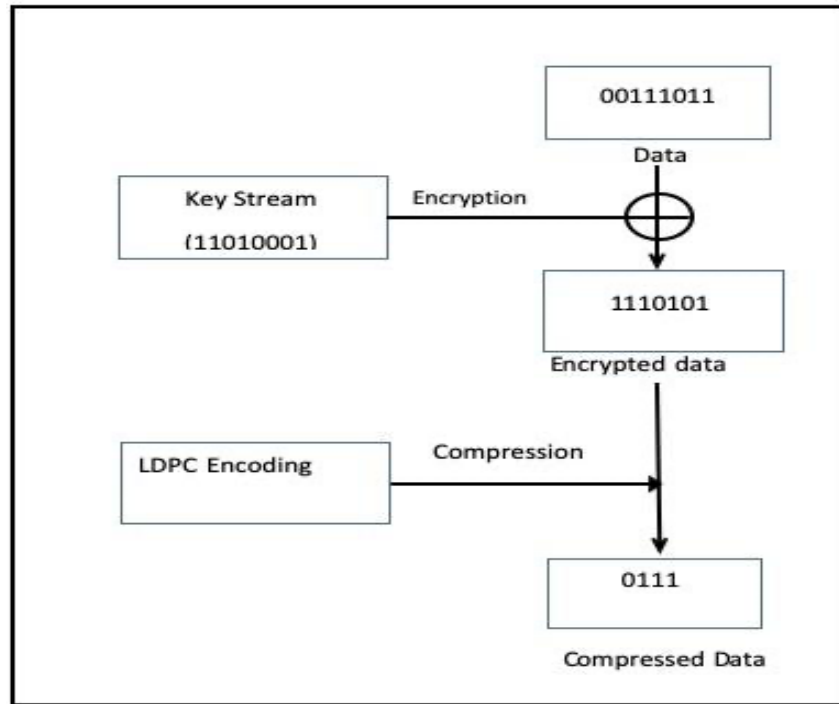 00111011
Data
Key Stream
(11010001)
Encryption
1110101
Encrypted data
LDPC Encoding
Compression
0111
Compressed Data